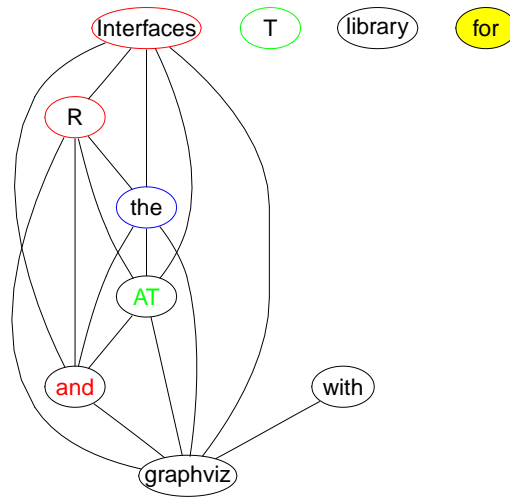 Interfaces T library for
R
the
AT
and with
graphviz